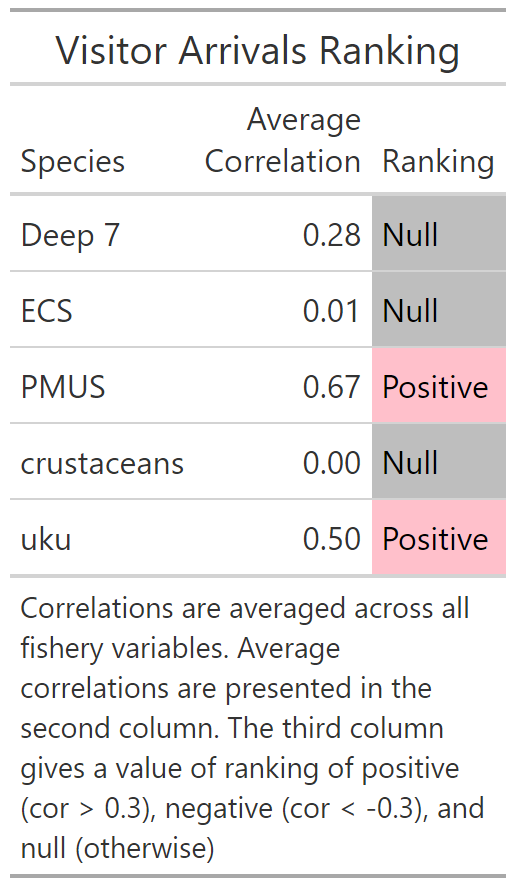 Visitor Arrivals Ranking
Species Average Correlation Ranking
Deep 7 0.28 Null
ECS 0.01 Null
PMUS 0.67 Positive
crustaceans 0.00 Null
uku 0.50 Positive
Correlations are averaged across all
fishery variables. Average
correlations are presented in the
second column. The third column
gives a value of ranking of positive
(cor > 0.3), negative (cor < -0.3), and
null (otherwise)